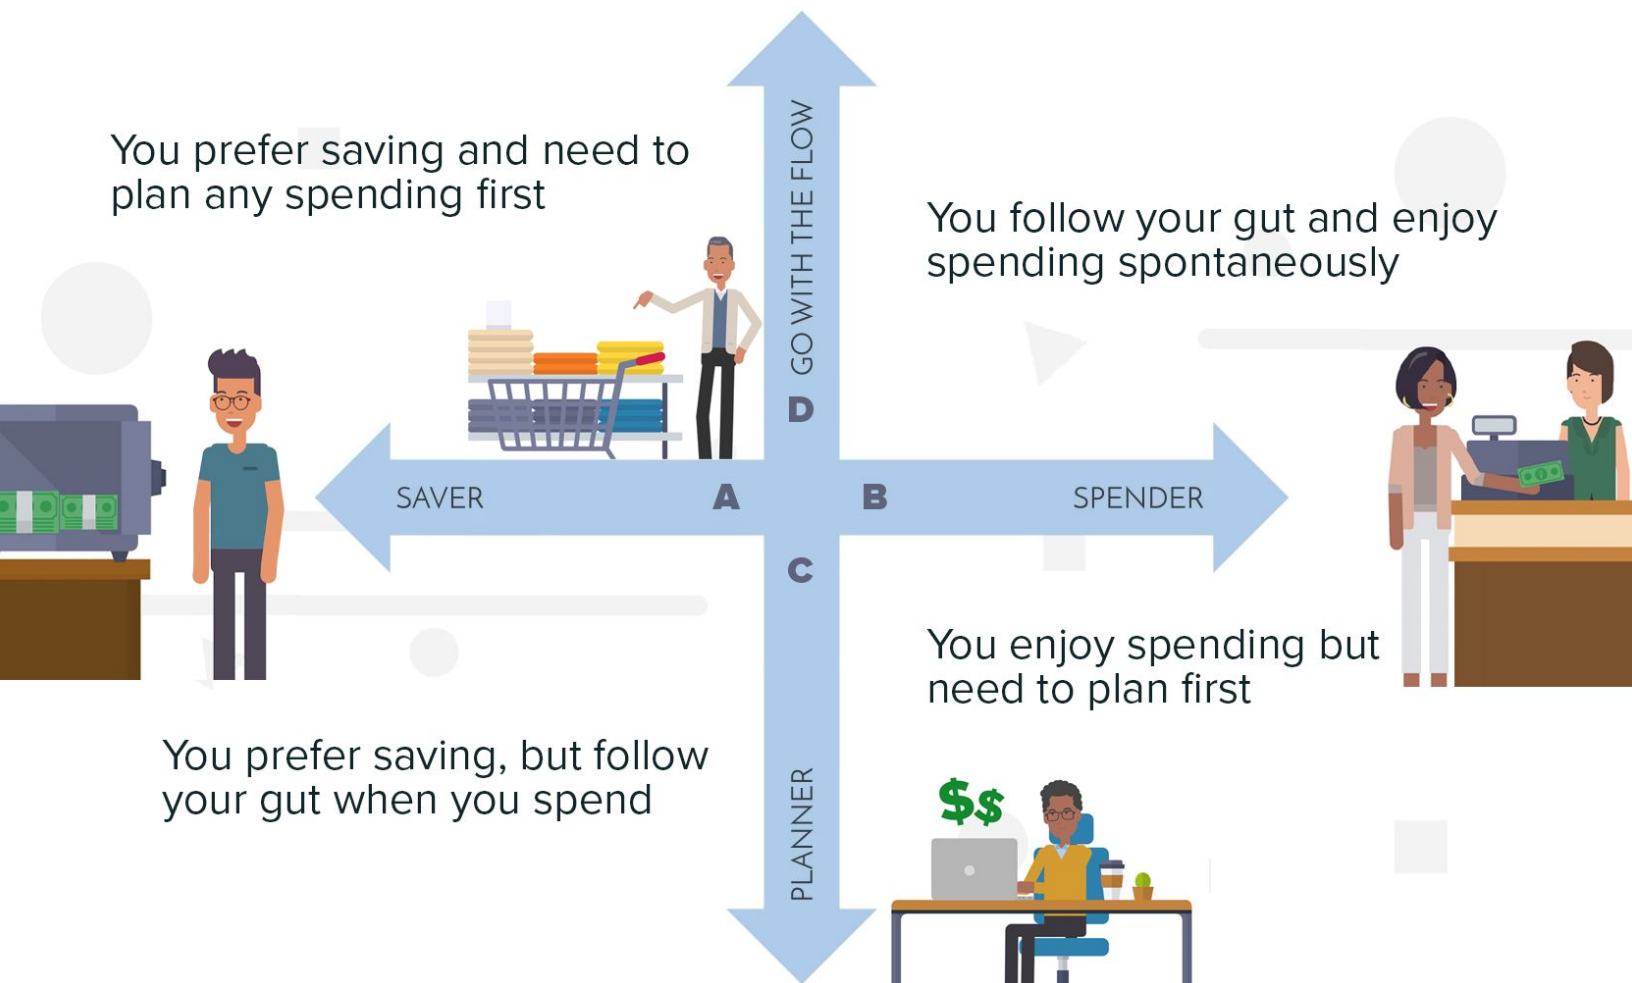 You prefer saving and need to
plan any spending first
GO WITH THE FLOW
You follow your gut and enjoy
spending spontaneously
D
SAVER
A
B
SPENDER
C
You enjoy spending but
need to plan first
You prefer saving, but follow
your gut when you spend
PLANNER
$$